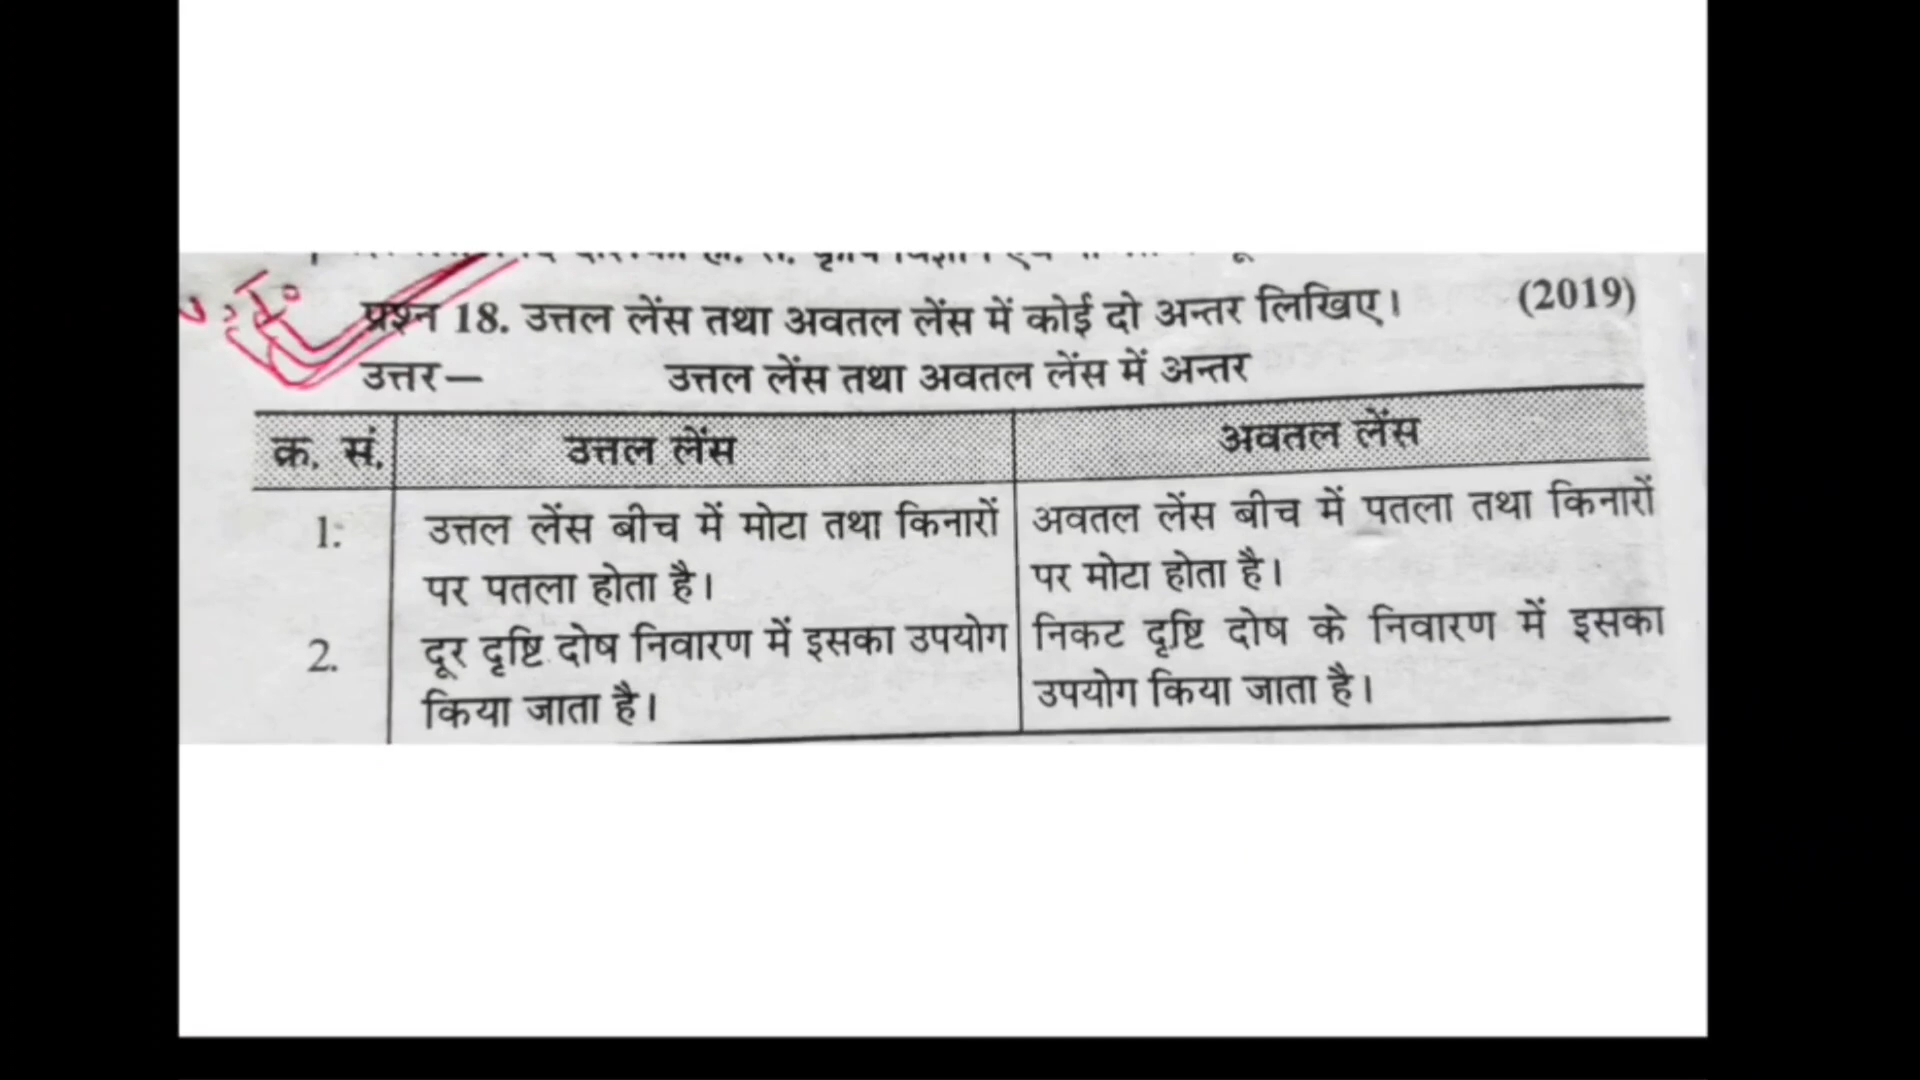 प्रश्न 18. उत्तल लेंस तथा अवतल लेंस में कोई दो अन्तर लिखिए। (2019)
उत्तर— उत्तल लेंस तथा अवतल लेंस में अन्तर
क्र. सं. उत्तल लेंस अवतल लेंस
1. उत्तल लेंस बीच में मोटा तथा किनारों अवतल लेंस बीच में पतला तथा किनारों
पर पतला होता है। पर मोटा होता है।
2. दूर दृष्टि दोष निवारण में इसका उपयोग निकट दृष्टि दोष के निवारण में इसका
किया जाता है। उपयोग किया जाता है।